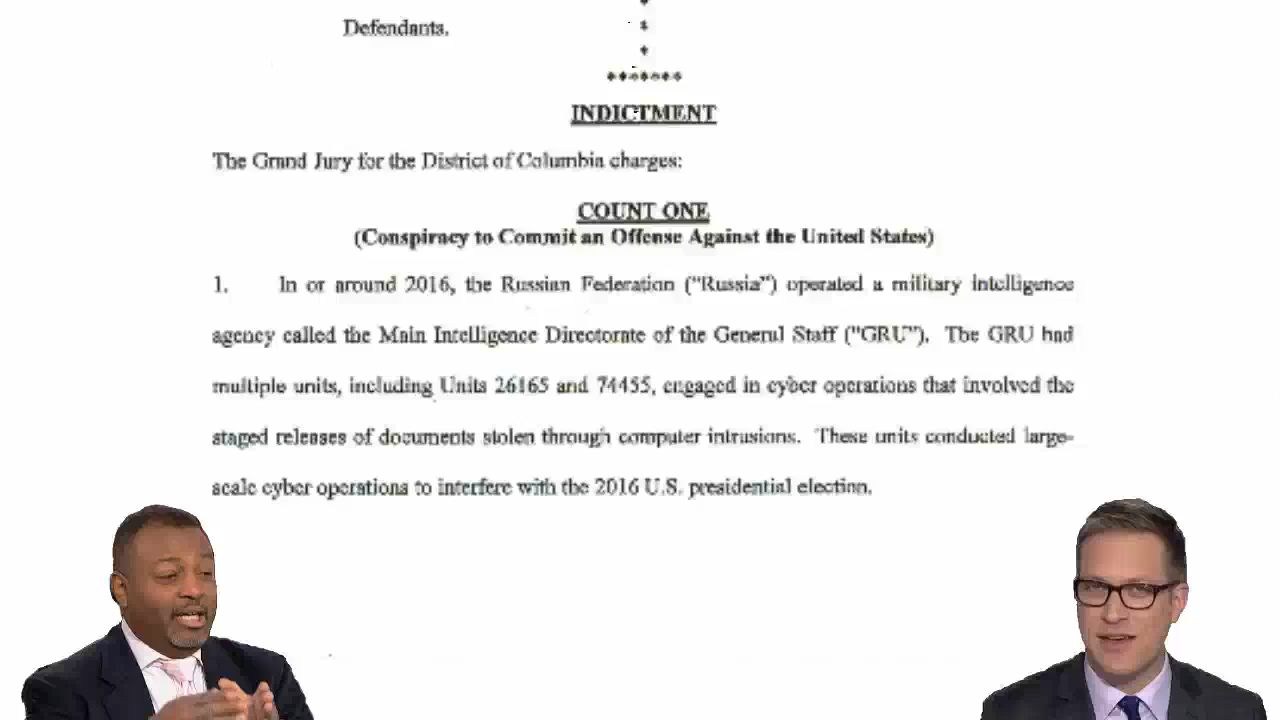 Defendants.
*
*
*
*******
INDICTMENT
The Grand Jury for the District of Columbia charges:
COUNT ONE
(Conspiracy to Commit an Offense Against the United States)
1. In or around 2016, the Russian Federation ("Russia") operated a military intelligence
agency called the Main Intelligence Directorate of the General Staff ("GRU"). The GRU had
multiple units, including Units 26165 and 74455, engaged in cyber operations that involved the
staged releases of documents stolen through computer intrusions. These units conducted large-
scale cyber operations to interfere with the 2016 U.S. presidential election.